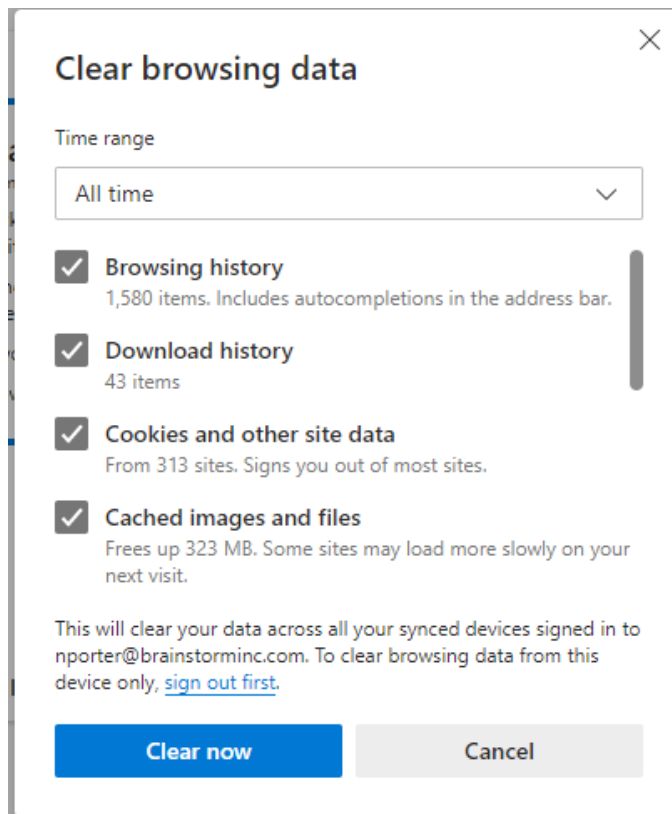 Clear browsing data
Time range
All time
Browsing history
1,580 items. Includes autocompletions in the address bar.
Download history
43 items
Cookies and other site data
From 313 sites. Signs you out of most sites.
Cached images and files
Frees up 323 MB. Some sites may load more slowly on your
next visit.
This will clear your data across all your synced devices signed in to
nporter@brainstorminc.com. To clear browsing data from this
device only, sign out first.
Clear now
Cancel